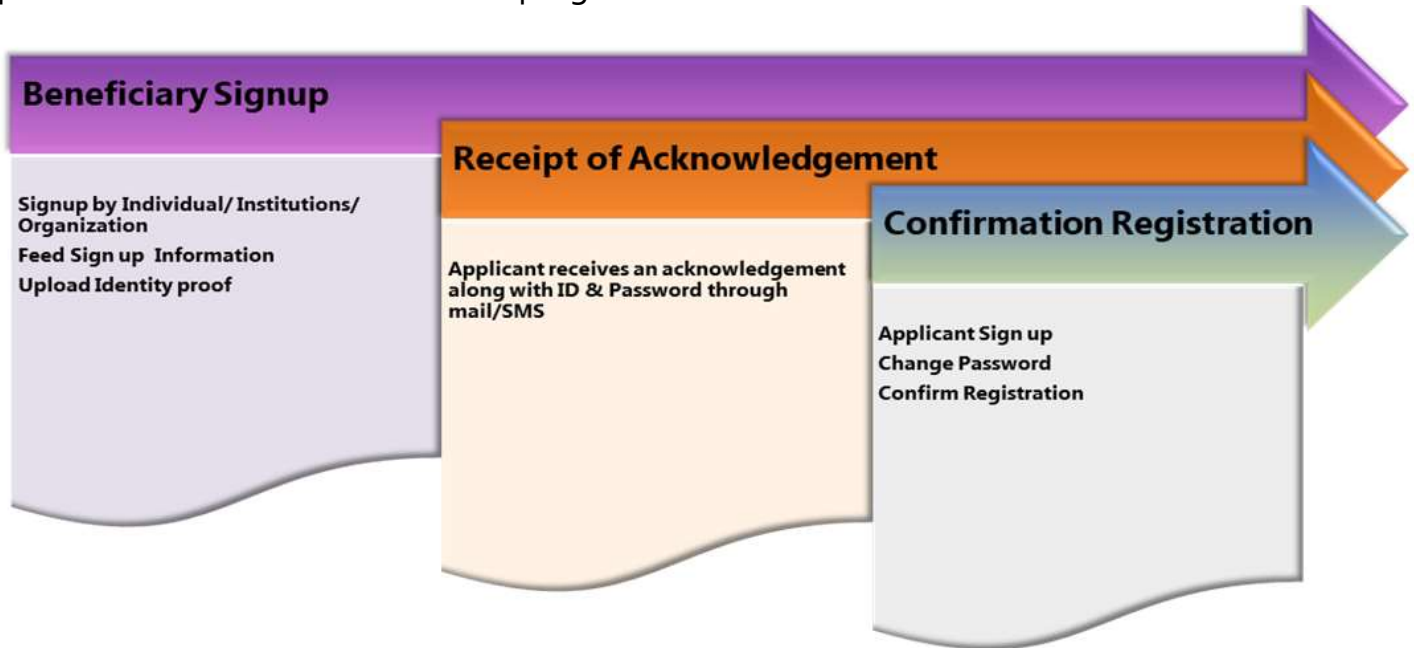 Beneficiary Signup
Signup by Individual/ Institutions/
Organization
Feed Sign up Information
Upload Identity proof
Receipt of Acknowledgement
Applicant receives an acknowledgement
along with ID & Password through
mail/SMS
Confirmation Registration
Applicant Sign up
Change Password
Confirm Registration